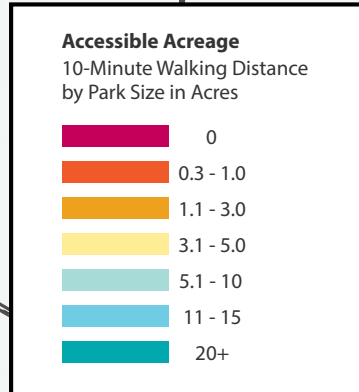 Accessible Acreage
10-Minute Walking Distance
by Park Size in Acres
0
0.3 - 1.0
1.1 - 3.0
3.1 - 5.0
5.1 - 10
11 - 15
20+